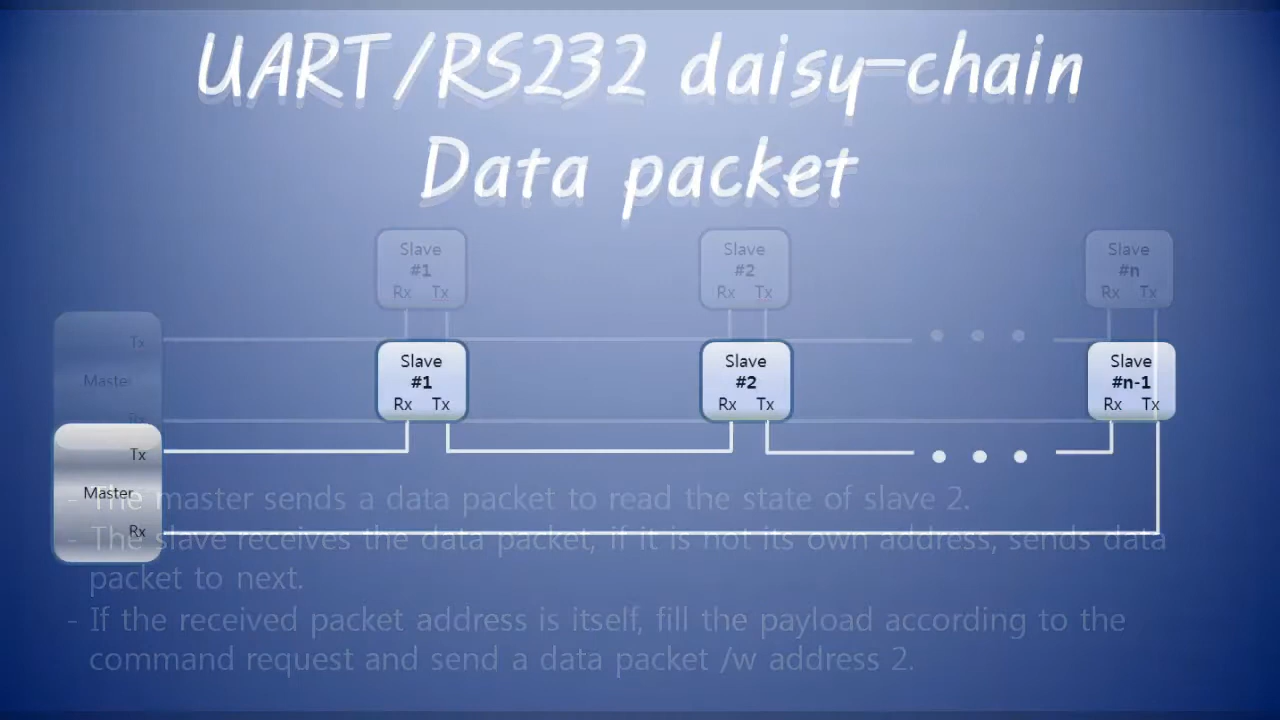 UART/RS232 daisy-chain
Data packet
Slave
#1
Rx Tx
Slave
#2
Rx Tx
Slave
#n
Rx Tx
Tx
Master
Rx
Slave
#1
Rx Tx
Slave
#2
Rx Tx
Slave
#n-1
Rx Tx
Tx
Master
Rx
- The master sends a data packet to read the state of slave 2.
- The slave receives the data packet, if it is not its own address, sends data
packet to next.
- If the received packet address is itself, fill the payload according to the
command request and send a data packet /w address 2.